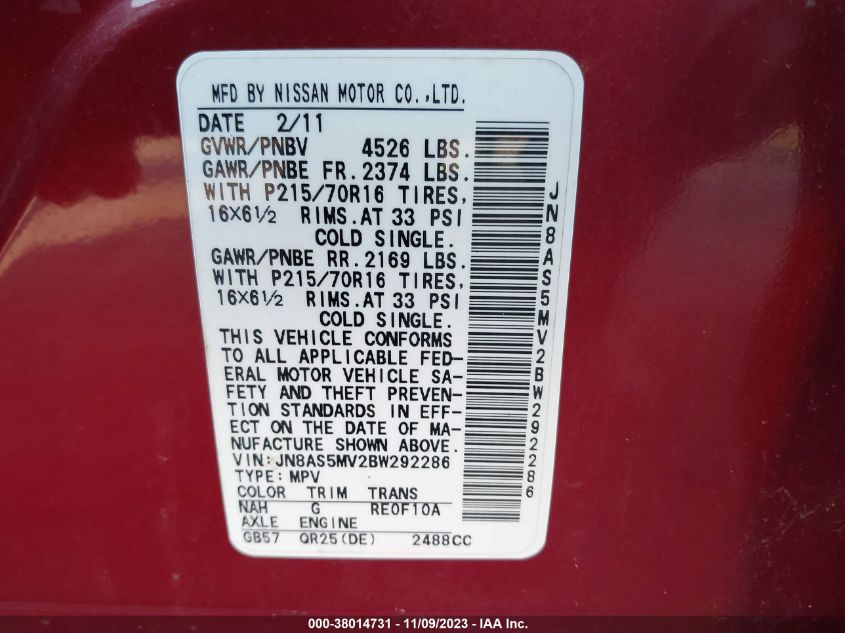 MFD BY NISSAN MOTOR CO.,LTD.
DATE 2/11
GVWR/PNBV 4526 LBS.
GAWR/PNBE FR.2374 LBS.
WITH P215/70R16 TIRES,
16X6½ RIMS.AT 33 PSI
COLD SINGLE.
GAWR/PNBE RR.2169 LBS.
WITH P215/70R16 TIRES,
16X6½ RIMS.AT 33 PSI
COLD SINGLE.
THIS VEHICLE CONFORMS
TO ALL APPLICABLE FED-
ERAL MOTOR VEHICLE SA-
FETY AND THEFT PREVEN-
TION STANDARDS IN EFF-
ECT ON THE DATE OF MA-
NUFACTURE SHOWN ABOVE.
VIN:JN8AS5MV2BW292286
TYPE:MPV
COLOR TRIM TRANS
NAH G RE0F10A
AXLE ENGINE
GB57 QR25(DE) 2488CC
JN8AS5MV2BW292286
000-38014731 - 11/09/2023 - IAA Inc.